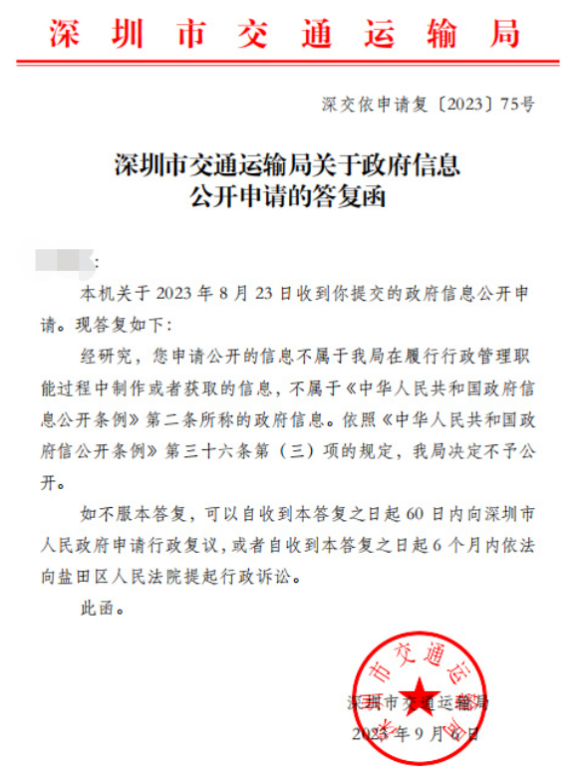 深圳市交通运输局
深交依申请复〔2023〕75号
深圳市交通运输局关于政府信息
公开申请的答复函
：
本机关于2023年8月23日收到你提交的政府信息公开申
请。现答复如下：
经研究，您申请公开的信息不属于我局在履行行政管理职
能过程中制作或者获取的信息，不属于《中华人民共和国政府信
息公开条例》第二条所称的政府信息。依照《中华人民共和国政
府信公开条例》第三十六条第（三）项的规定，我局决定不予公
开。
如不服本答复，可以自收到本答复之日起60日内向深圳市
人民政府申请行政复议，或者自收到本答复之日起6个月内依法
向盐田区人民法院提起行政诉讼。
此函。
深圳市交通运输局
深圳市交通运输局
2023年9月6日